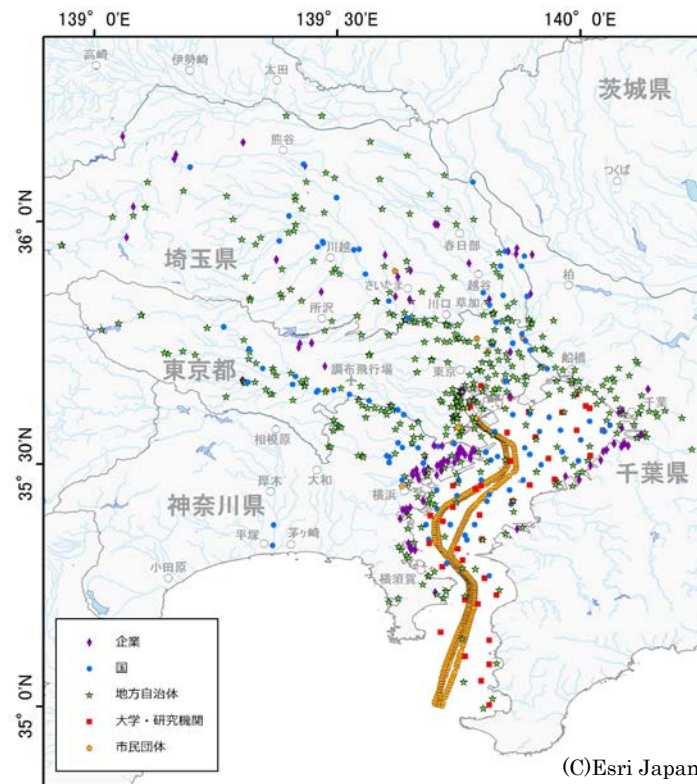 139° 0'E
139° 30'E
140° 0'E
高崎
伊勢崎
太田
茨城県
熊谷
つくば
36° 0'N
春日部
埼玉県
川越
柏
さいたま
越谷
川口
草加
所沢
船橋
東京都
調布飛行場
東京
千葉
相模原
35° 30'N
大和
千葉県
厚木
横浜
神奈川県
平塚
茅ヶ崎
小田原
横須賀
企業
国
地方自治体
大学・研究機関
市民団体
35° 0'N
(C)Esri Japan